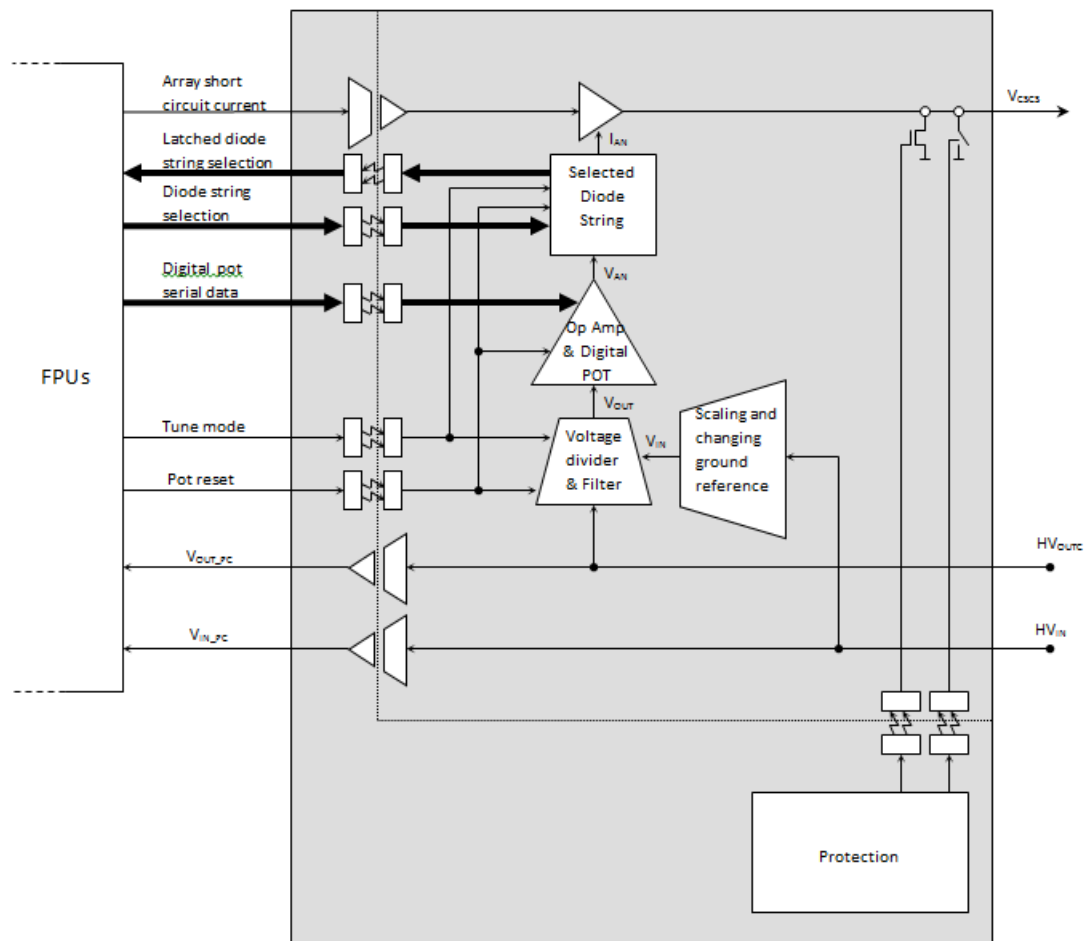 Array short
circuit current
Latched diode
string selection
Diode string
selection
Digital pot
serial data
FPUs
Tune mode
Pot reset
V_OUT_PC
V_IN_PC
V_CSCS
I_AN
Selected
Diode
String
V_AN
Op Amp
& Digital
POT
V_OUT
Voltage
divider
& Filter
V_IN
Scaling and
changing
ground
reference
HV_OUTC
HV_IN
Protection